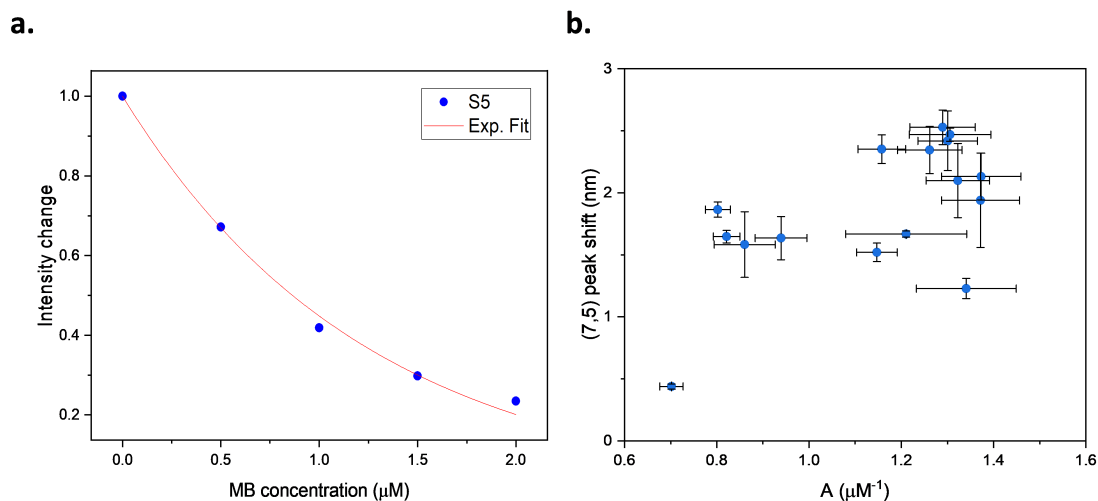 a.
b.
S5
Exp. Fit
Intensity change
1.0
0.8
0.6
0.4
0.2
0.0
0.5
1.0
1.5
2.0
MB concentration (μM)
(7,5) peak shift (nm)
3
2
1
0
0.6
0.8
1.0
1.2
1.4
1.6
A (μM⁻¹)